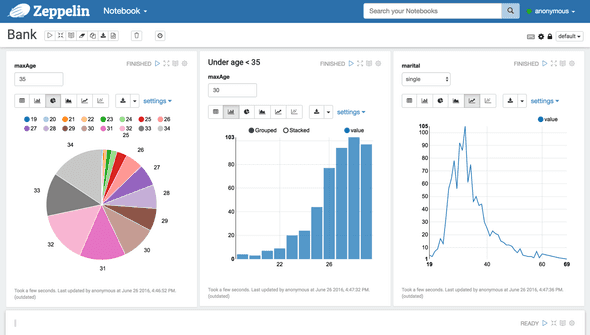 Zeppelin Notebook Search your Notebooks anonymous
Bank default
FINISHED
maxAge
35
settings
19 20 21 22 23 24 25 26
27 28 29 30 31 32 33 34
25
26
27
28
29
30
31
32
33
34
Took a few seconds. Last updated by anonymous at June 26 2016, 4:46:52 PM.
(outdated)
Under age < 35 FINISHED
maxAge
30
settings
Grouped Stacked value
103
80
60
40
20
0
22 26
Took a few seconds. Last updated by anonymous at June 26 2016, 4:47:02 PM.
(outdated)
marital FINISHED
single
settings
value
105
100
80
60
40
20
10
1
19 40 60 69
Took a few seconds. Last updated by anonymous at June 26 2016, 4:47:38 PM.
(outdated)
READY